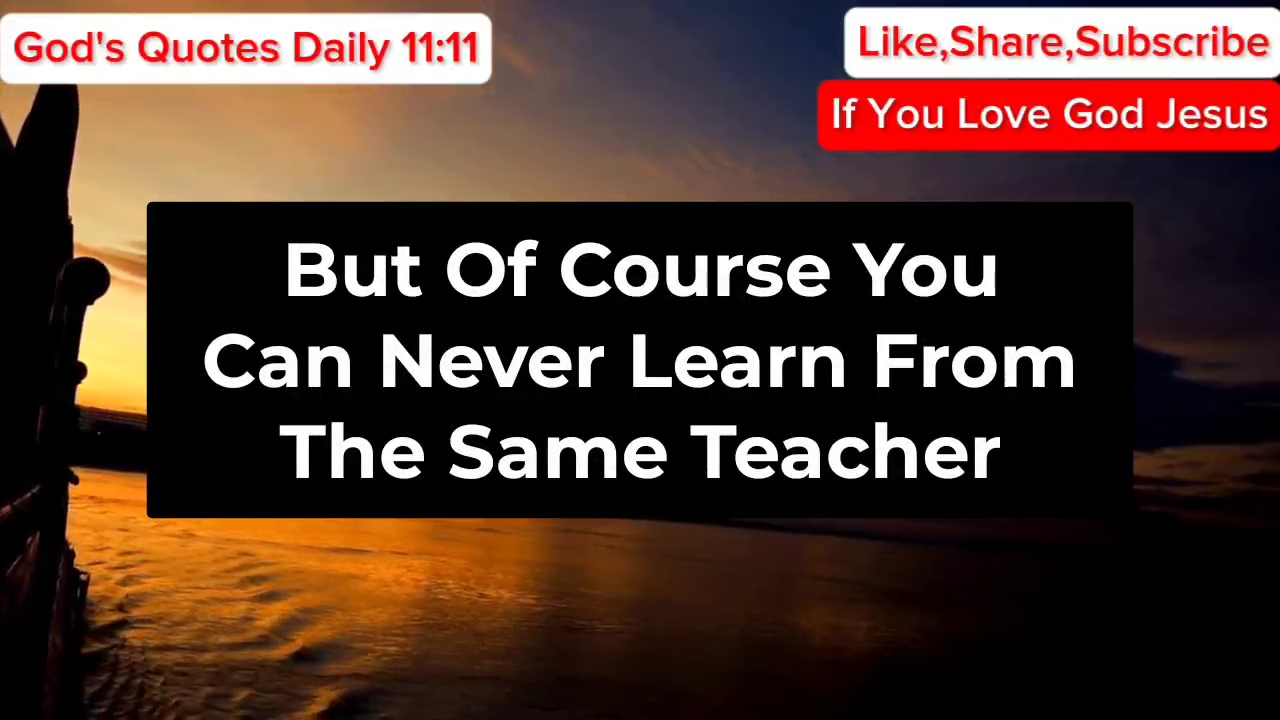 God's Quotes Daily 11:11
Like,Share,Subscribe
If You Love God Jesus
But Of Course You
Can Never Learn From
The Same Teacher